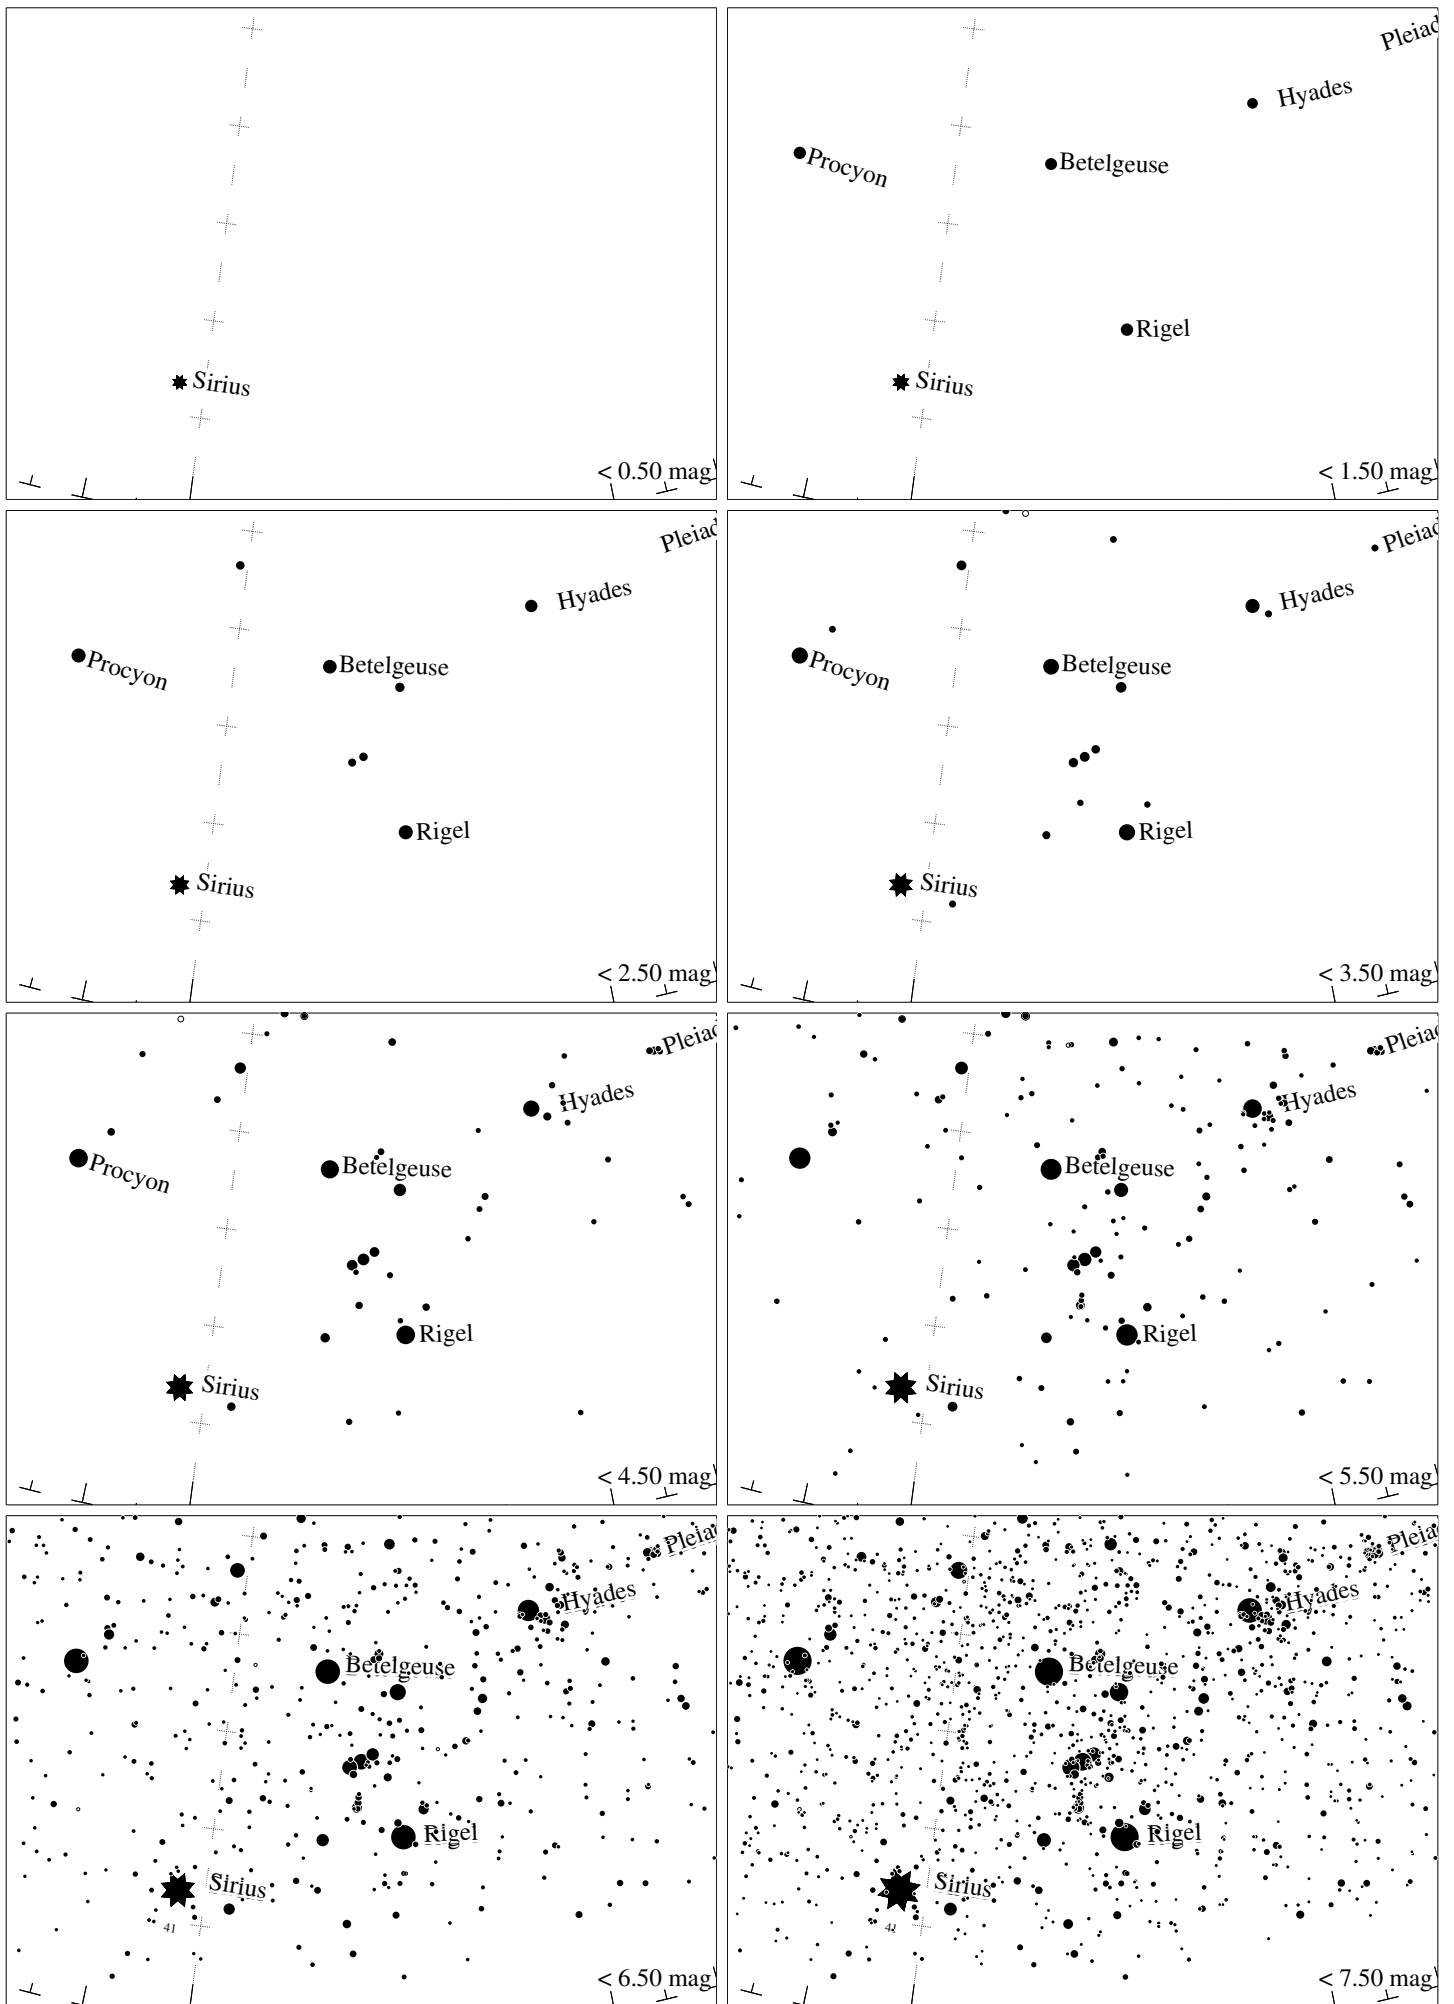 Sirius
< 0.50 mag
Pleiad
Hyades
Procyon
Betelgeuse
Rigel
Sirius
< 1.50 mag
Pleiad
Hyades
Procyon
Betelgeuse
Rigel
Sirius
< 2.50 mag
Pleiad
Hyades
Procyon
Betelgeuse
Rigel
Sirius
< 3.50 mag
Pleiad
Hyades
Procyon
Betelgeuse
Rigel
Sirius
< 4.50 mag
Pleiad
Hyades
Betelgeuse
Rigel
Sirius
< 5.50 mag
Pleiad
Hyades
Betelgeuse
Rigel
Sirius
41
< 6.50 mag
Pleiad
Hyades
Betelgeuse
Rigel
Sirius
41
< 7.50 mag